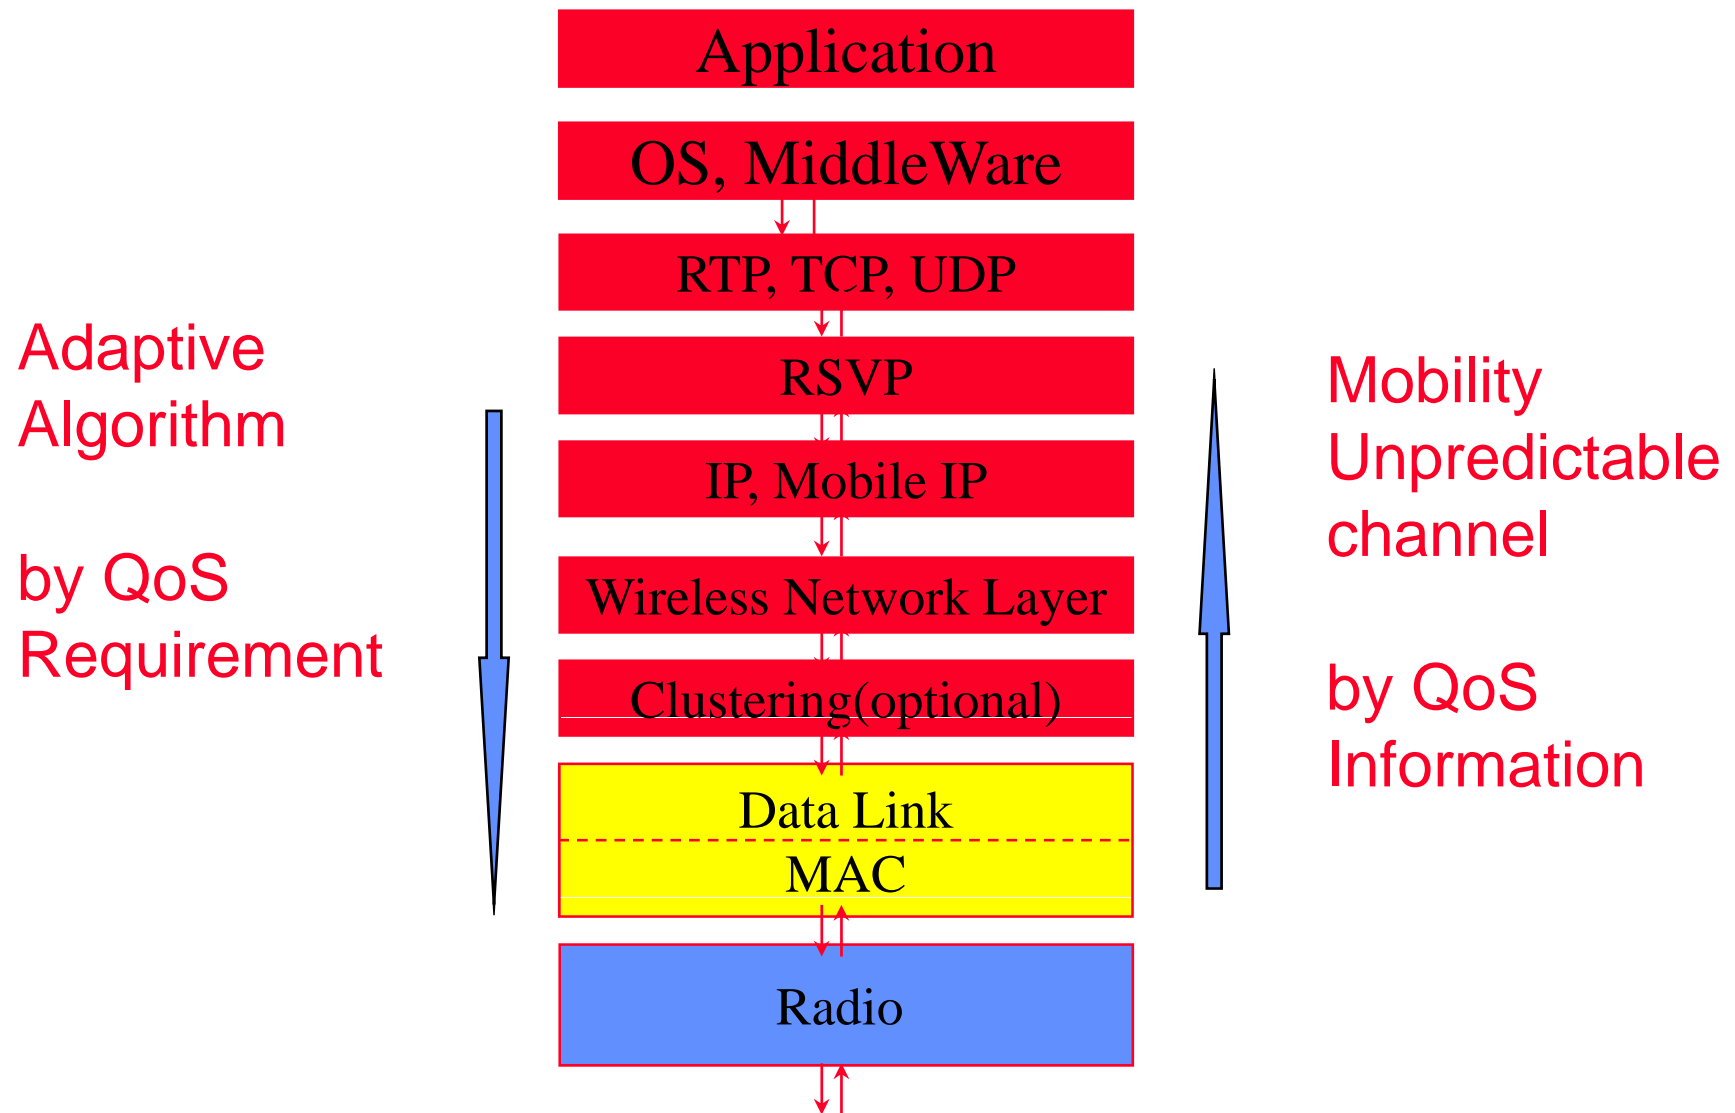 Application
OS, MiddleWare
RTP, TCP, UDP
RSVP
IP, Mobile IP
Wireless Network Layer
Clustering(optional)
Data Link
MAC
Radio
Adaptive
Algorithm
by QoS
Requirement
Mobility
Unpredictable
channel
by QoS
Information